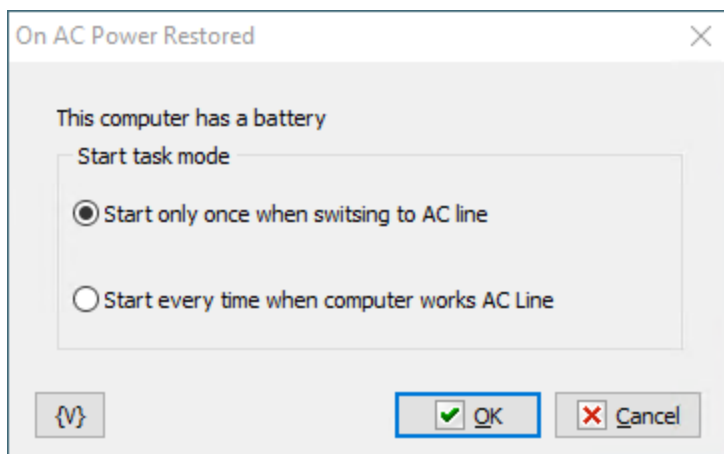 On AC Power Restored
This computer has a battery
Start task mode
Start only once when switsing to AC line
Start every time when computer works AC Line
{V}
OK
Cancel